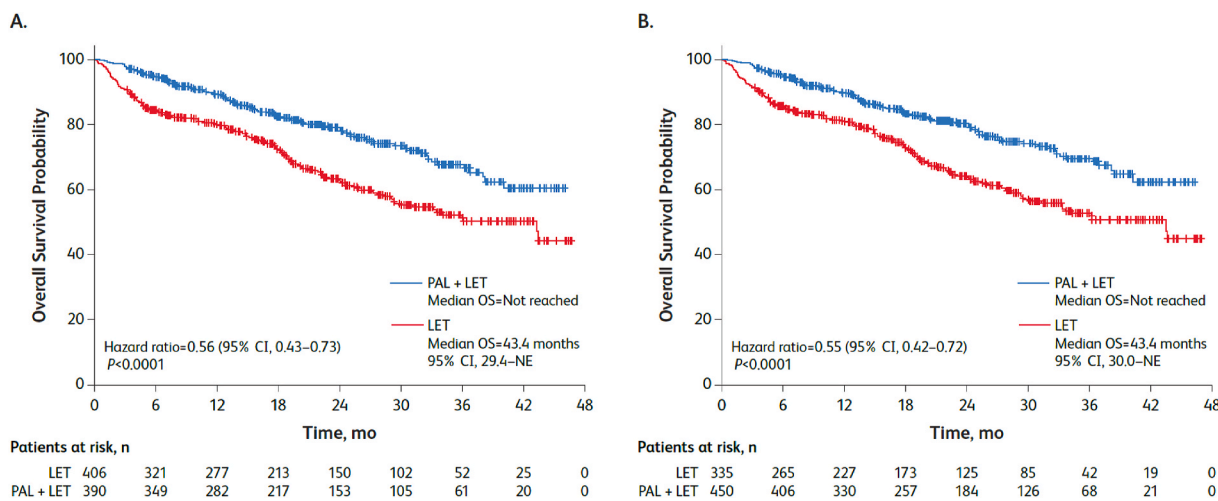 A.
Overall Survival Probability
100
80
60
40
20
0
PAL + LET
Median OS=Not reached
LET
Median OS=43.4 months
95% CI, 29.4–NE
Hazard ratio=0.56 (95% CI, 0.43–0.73)
P<0.0001
0 6 12 18 24 30 36 42 48
Time, mo
Patients at risk, n
LET 406 321 277 213 150 102 52 25 0
PAL + LET 390 349 282 217 153 105 61 20 0
B.
Overall Survival Probability
100
80
60
40
20
0
PAL + LET
Median OS=Not reached
LET
Median OS=43.4 months
95% CI, 30.0–NE
Hazard ratio=0.55 (95% CI, 0.42–0.72)
P<0.0001
0 6 12 18 24 30 36 42 48
Time, mo
Patients at risk, n
LET 335 265 227 173 125 85 42 19 0
PAL + LET 450 406 330 257 184 126 68 21 0